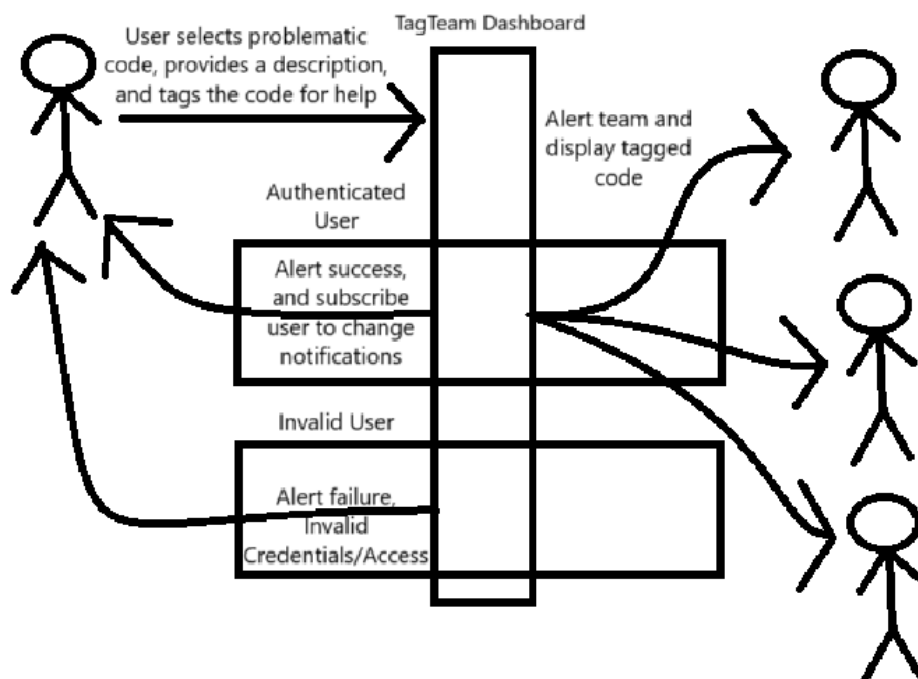 TagTeam Dashboard
User selects problematic
code, provides a description,
and tags the code for help
Alert team and
display tagged
code
Authenticated
User
Alert success,
and subscribe
user to change
notifications
Invalid User
Alert failure,
Invalid
Credentials/Access